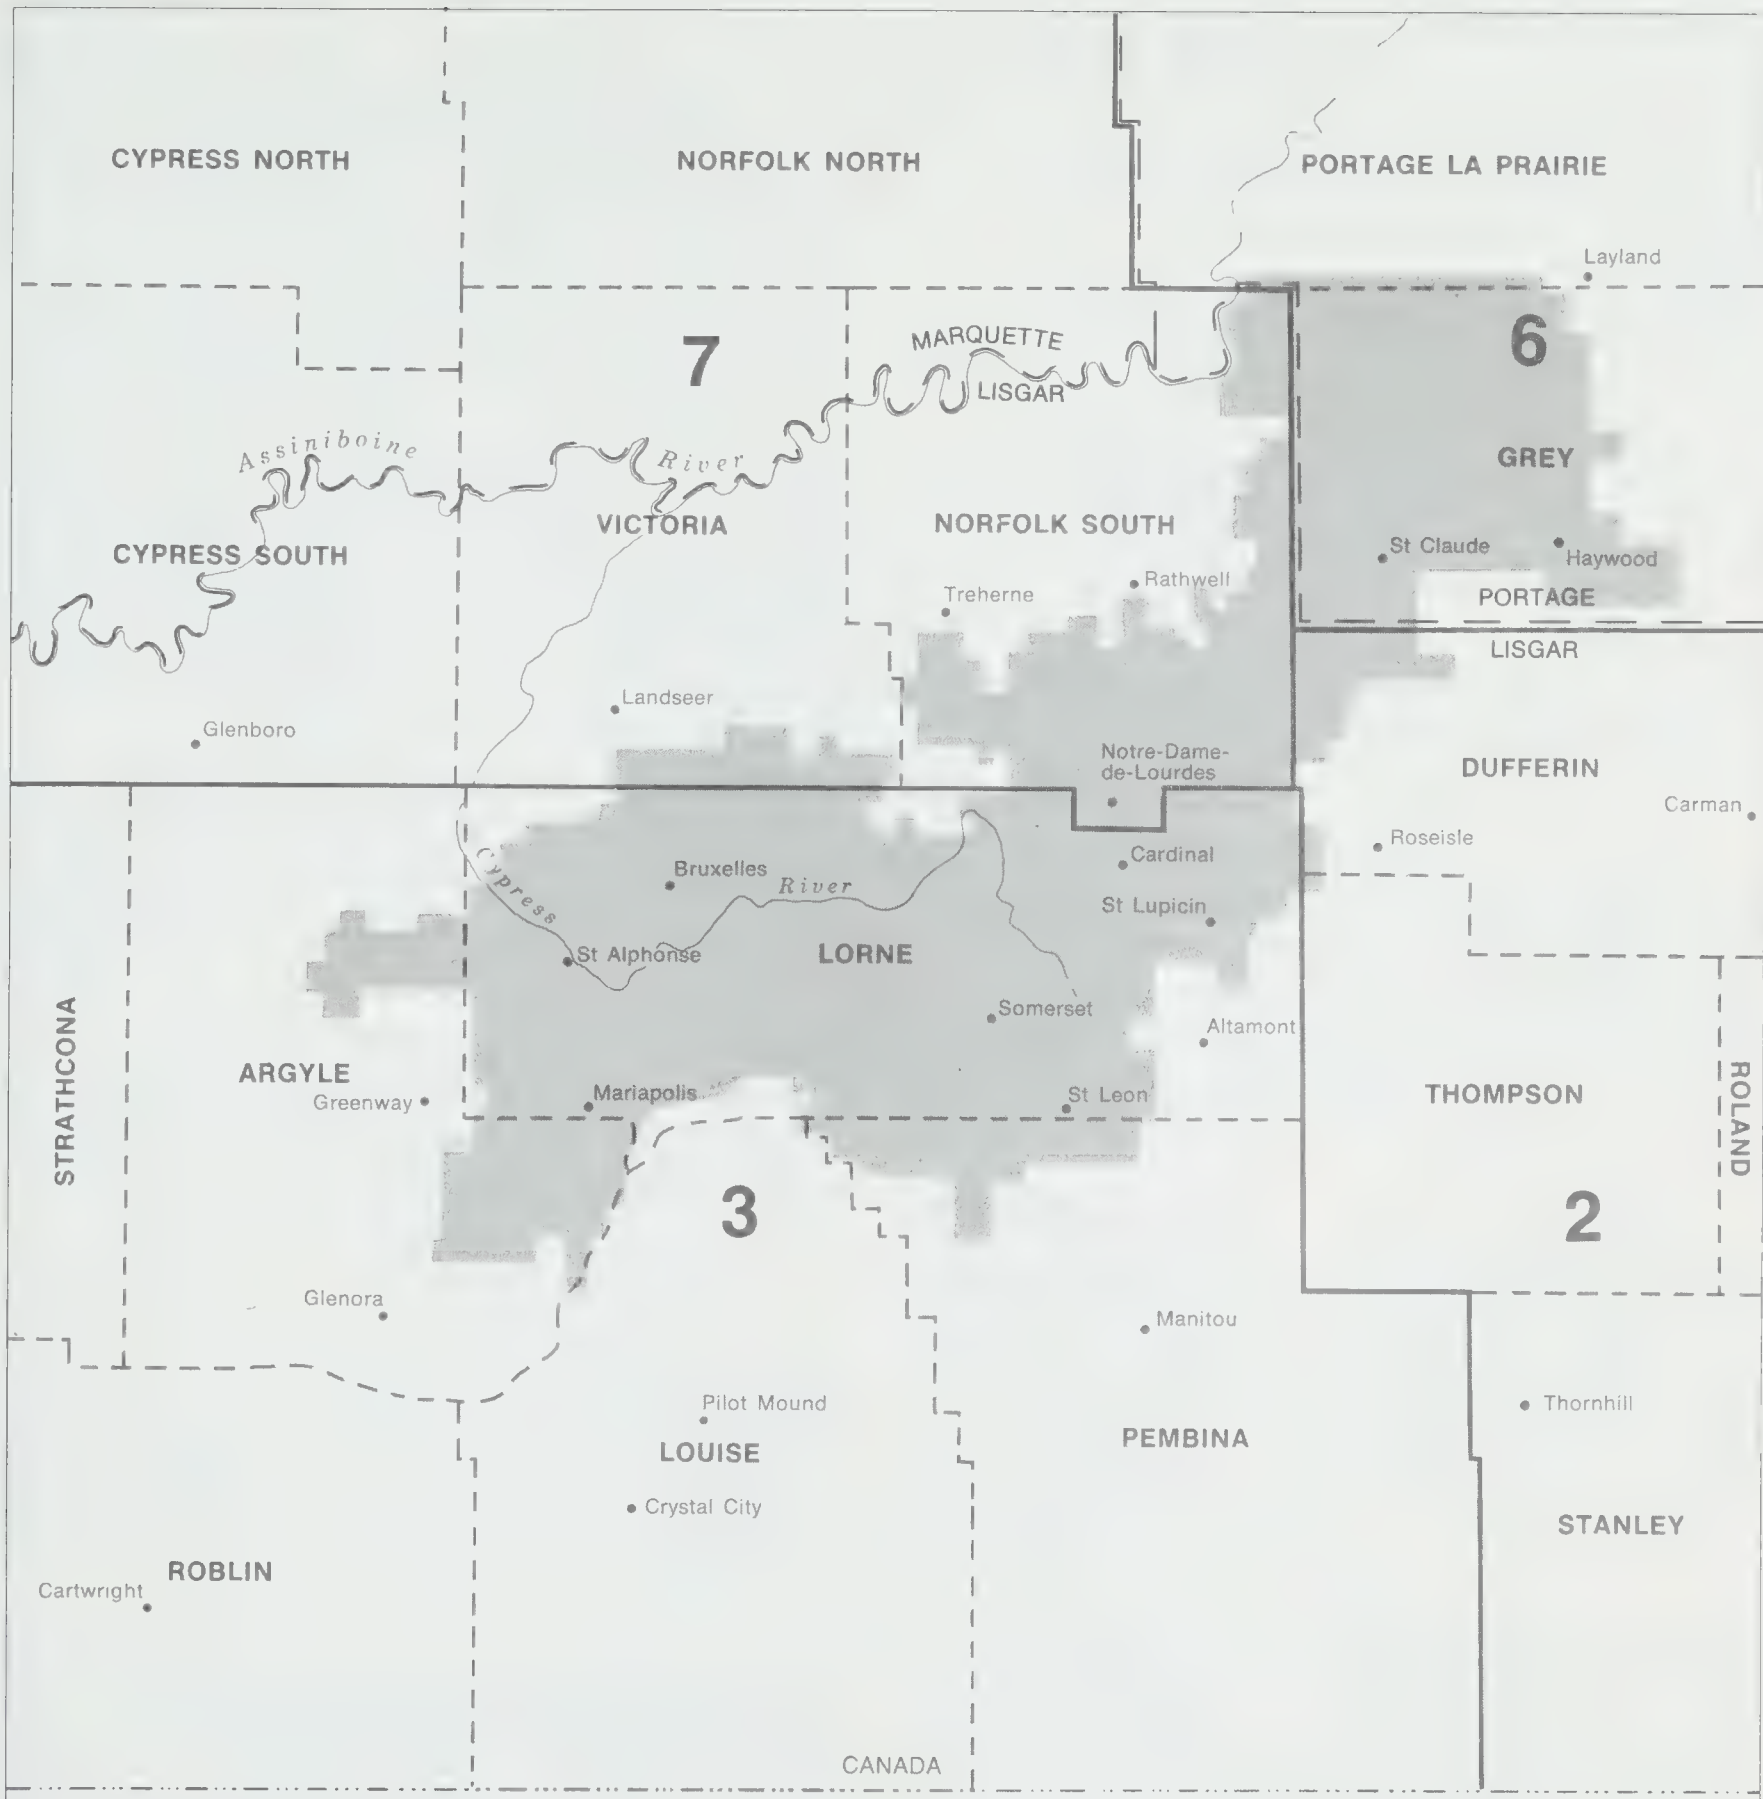 CYPRESS NORTH
NORFOLK NORTH
PORTAGE LA PRAIRIE
Layland
7
MARQUETTE
LISGAR
6
Assiniboine
River
GREY
CYPRESS SOUTH
VICTORIA
NORFOLK SOUTH
St Claude
Haywood
Treherne
Rathwell
PORTAGE
LISGAR
Glenboro
Landseer
Notre-Dame-
de-Lourdes
DUFFERIN
Carman
Roseisle
Cypress
Bruxelles
River
Cardinal
St Lupicin
St Alphonse
LORNE
Somerset
Altamont
STRATHCONA
ARGYLE
Greenway
Mariapolis
St Leon
THOMPSON
ROLAND
3
2
Glenora
Manitou
Pilot Mound
LOUISE
PEMBINA
Thornhill
Crystal City
STANLEY
ROBLIN
Cartwright
CANADA